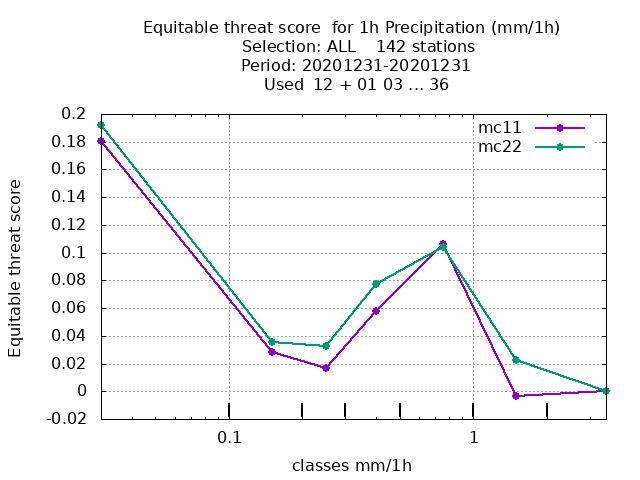 Equitable threat score  for 1h Precipitation (mm/1h)
Selection: ALL    142 stations
Period: 20201231-20201231
Used  12 + 01 03 ... 36
mc11
mc22
0.2
0.18
0.16
0.14
0.12
0.1
0.08
0.06
0.04
0.02
0
-0.02
Equitable threat score
0.1
1
classes mm/1h